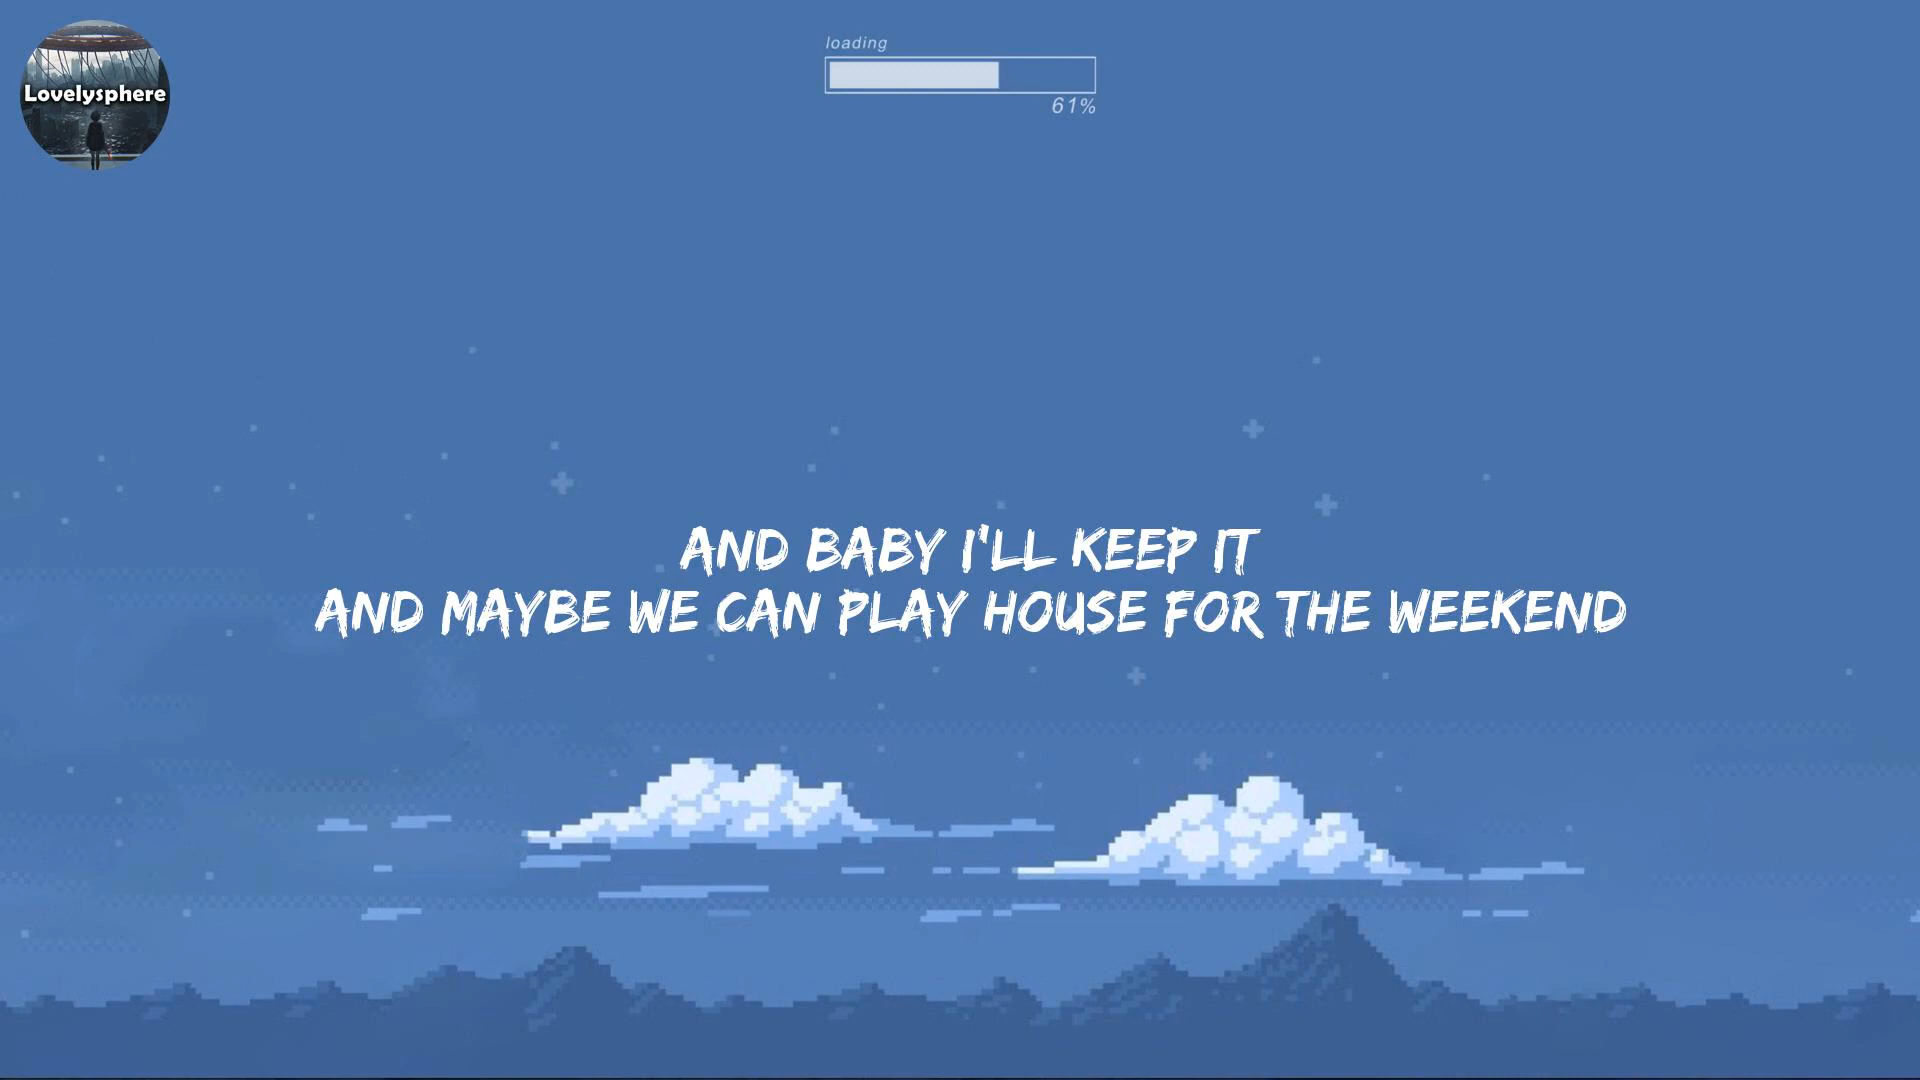 loading
Lovelysphere
61%
AND BABY I'LL KEEP IT
AND MAYBE WE CAN PLAY HOUSE FOR THE WEEKEND